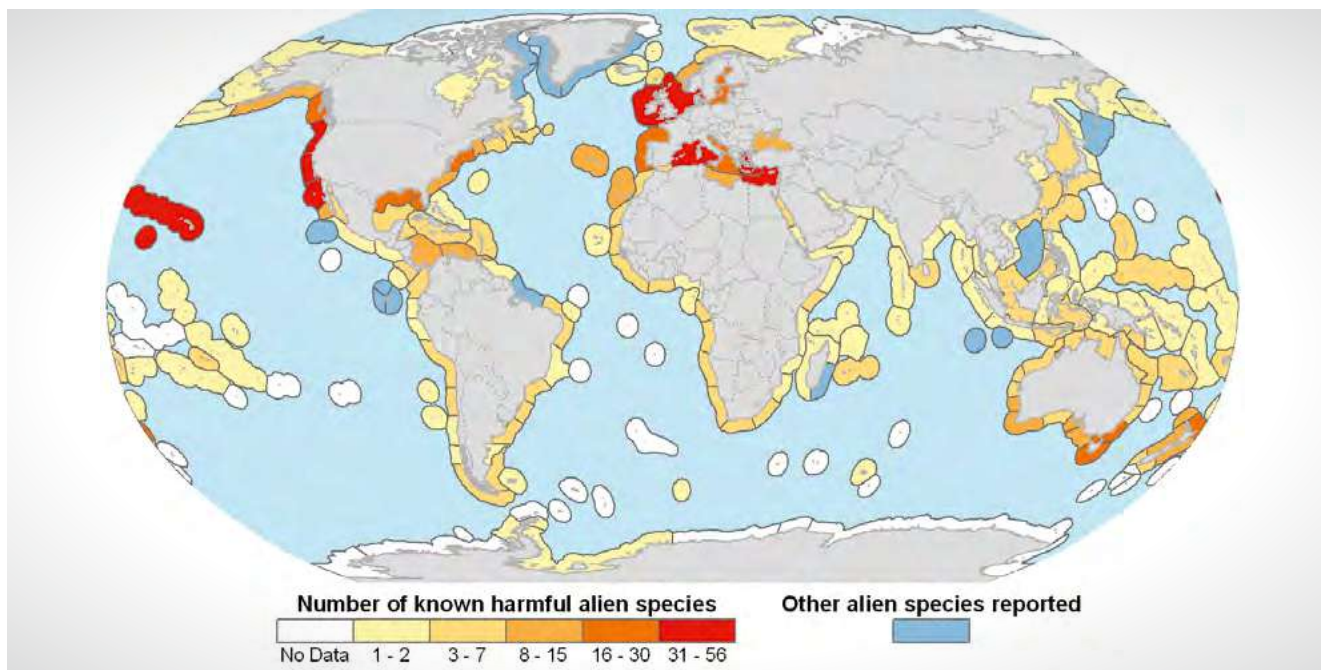 Number of known harmful alien species
Other alien species reported
No Data
1 - 2
3 - 7
8 - 15
16 - 30
31 - 56